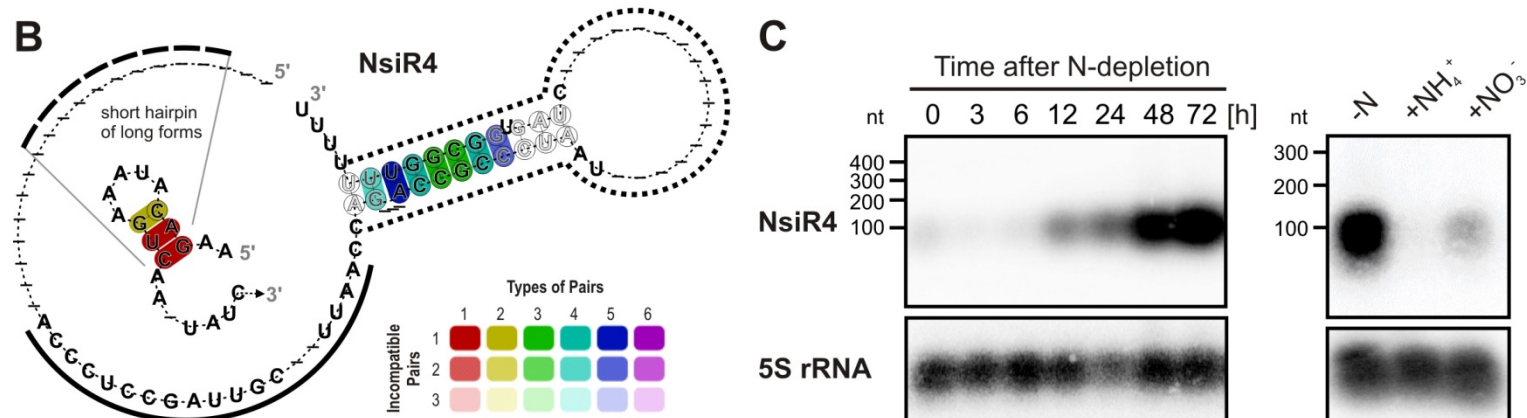 B
C
NsiR4
5'
3'
short hairpin
of long forms
UUUUUUUGGCGGUGAUC
5'
3'
Types of Pairs
1 2 3 4 5 6
Incompatible
Pairs
1
2
3
Time after N-depletion
nt 0 3 6 12 24 48 72 [h]
400
300
200
100
NsiR4
5S rRNA
nt -N +NH₄⁺ +NO₃⁻
300
200
100